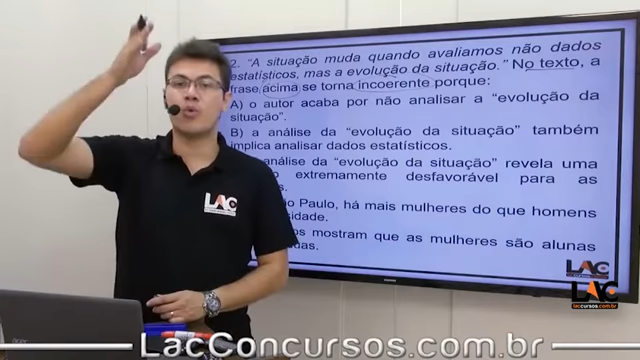 2. “A situação muda quando avaliamos não dados
estatísticos, mas a evolução da situação.” No texto, a
frase acima se torna incoerente porque:
A) o autor acaba por não analisar a “evolução da
situação”.
B) a análise da “evolução da situação” também
implica analisar dados estatísticos.
análise da “evolução da situação” revela uma
extremamente desfavorável para as
São Paulo, há mais mulheres do que homens
mostram que as mulheres são alunas
LAC
LAC
LAC
laccursos.com.br
acer
LacConcursos.com.br